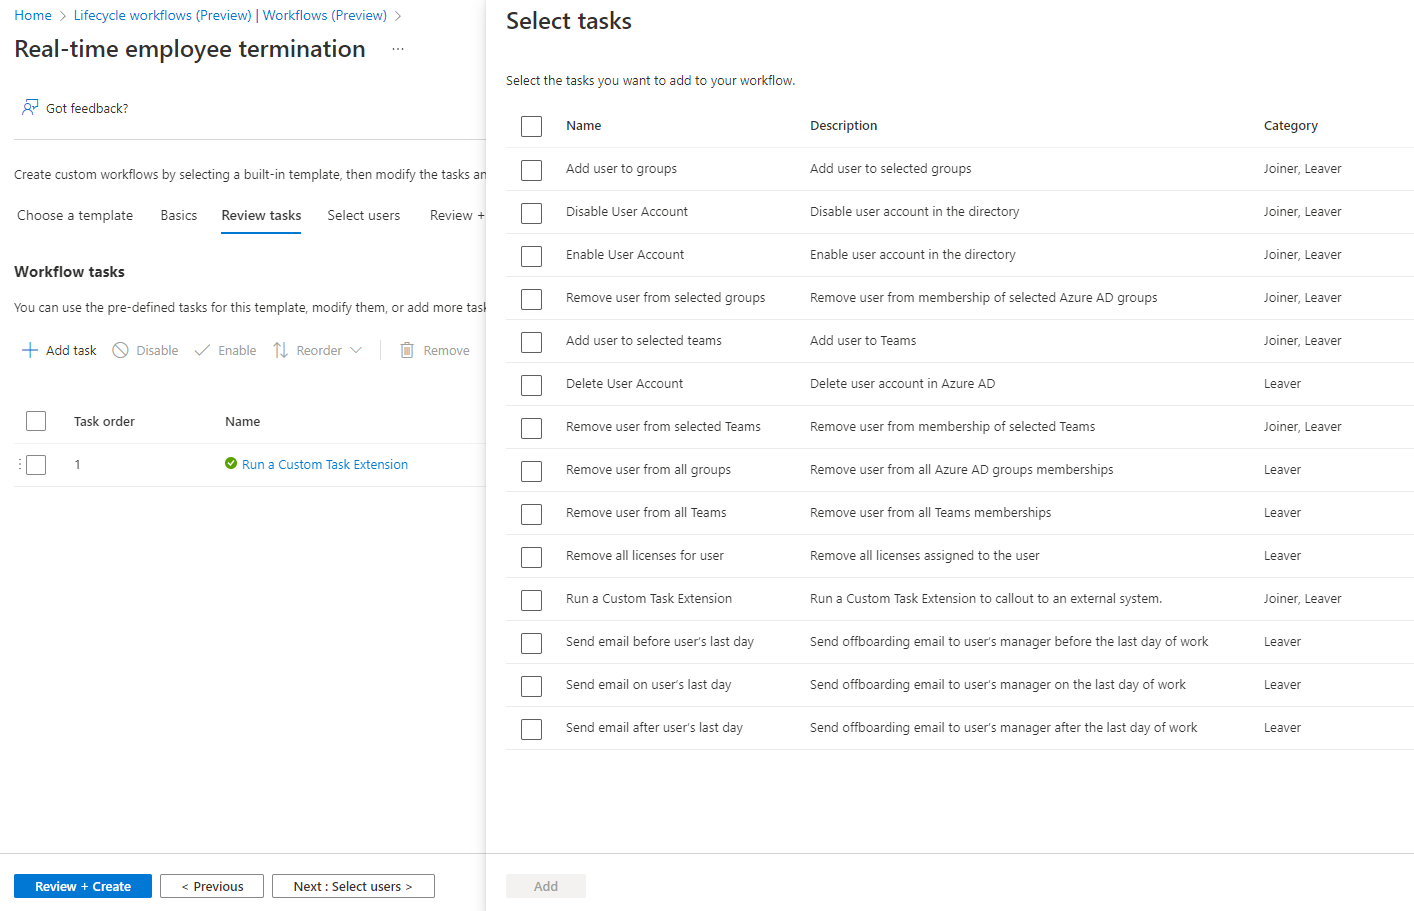 Home > Lifecycle workflows (Preview) | Workflows (Preview) >
Real-time employee termination ...
Got feedback?
Create custom workflows by selecting a built-in template, then modify the tasks an
Choose a template Basics Review tasks Select users Review +
Workflow tasks
You can use the pre-defined tasks for this template, modify them, or add more task
Add task Disable Enable Reorder Remove
Task order Name
1 Run a Custom Task Extension
Review + Create < Previous Next : Select users >
Select tasks
Select the tasks you want to add to your workflow.
Name Description Category
Add user to groups Add user to selected groups Joiner, Leaver
Disable User Account Disable user account in the directory Joiner, Leaver
Enable User Account Enable user account in the directory Joiner, Leaver
Remove user from selected groups Remove user from membership of selected Azure AD groups Joiner, Leaver
Add user to selected teams Add user to Teams Joiner, Leaver
Delete User Account Delete user account in Azure AD Leaver
Remove user from selected Teams Remove user from membership of selected Teams Joiner, Leaver
Remove user from all groups Remove user from all Azure AD groups memberships Leaver
Remove user from all Teams Remove user from all Teams memberships Leaver
Remove all licenses for user Remove all licenses assigned to the user Leaver
Run a Custom Task Extension Run a Custom Task Extension to callout to an external system. Joiner, Leaver
Send email before user's last day Send offboarding email to user's manager before the last day of work Leaver
Send email on user's last day Send offboarding email to user's manager on the last day of work Leaver
Send email after user's last day Send offboarding email to user's manager after the last day of work Leaver
Add